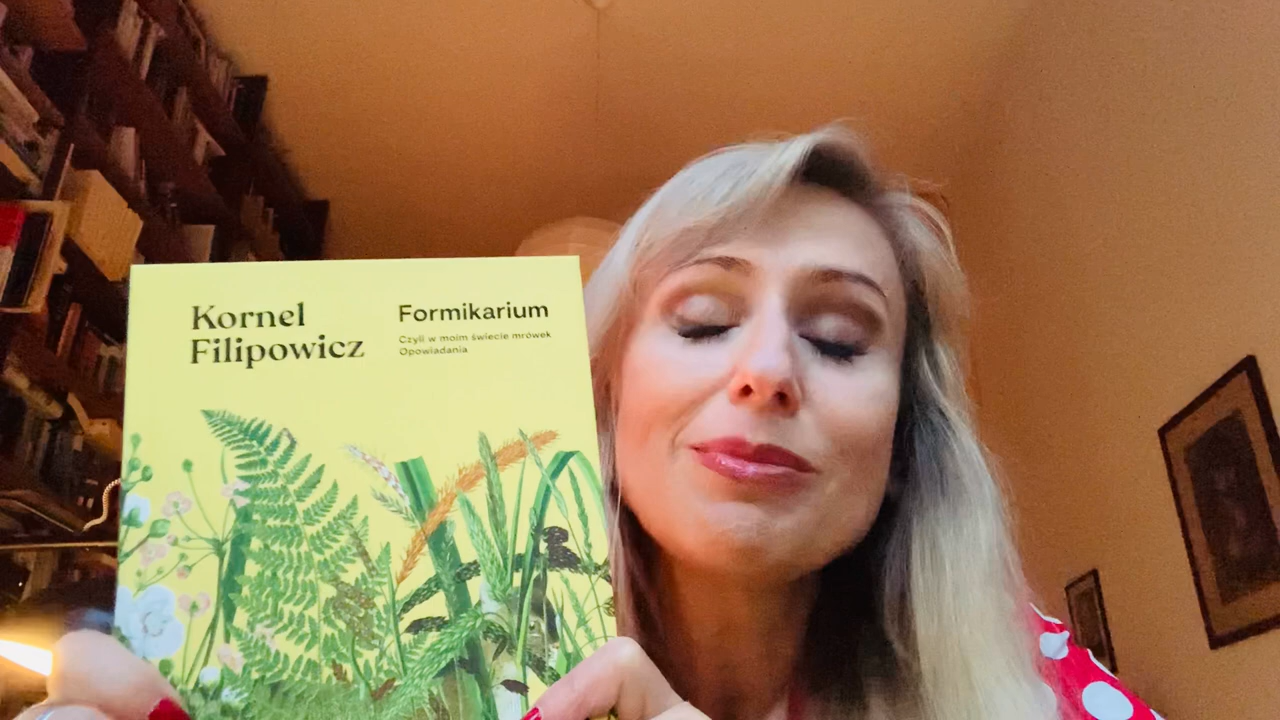 Kornel
Filipowicz
Formikarium
Czyli w moim świecie mrówek
Opowiadania